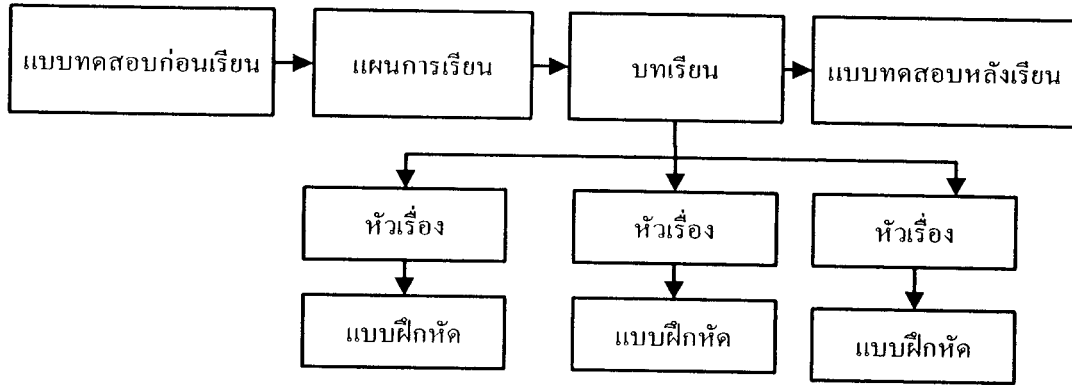 แบบทดสอบก่อนเรียน
แผนการเรียน
บทเรียน
แบบทดสอบหลังเรียน
หัวเรื่อง
หัวเรื่อง
หัวเรื่อง
แบบฝึกหัด
แบบฝึกหัด
แบบฝึกหัด